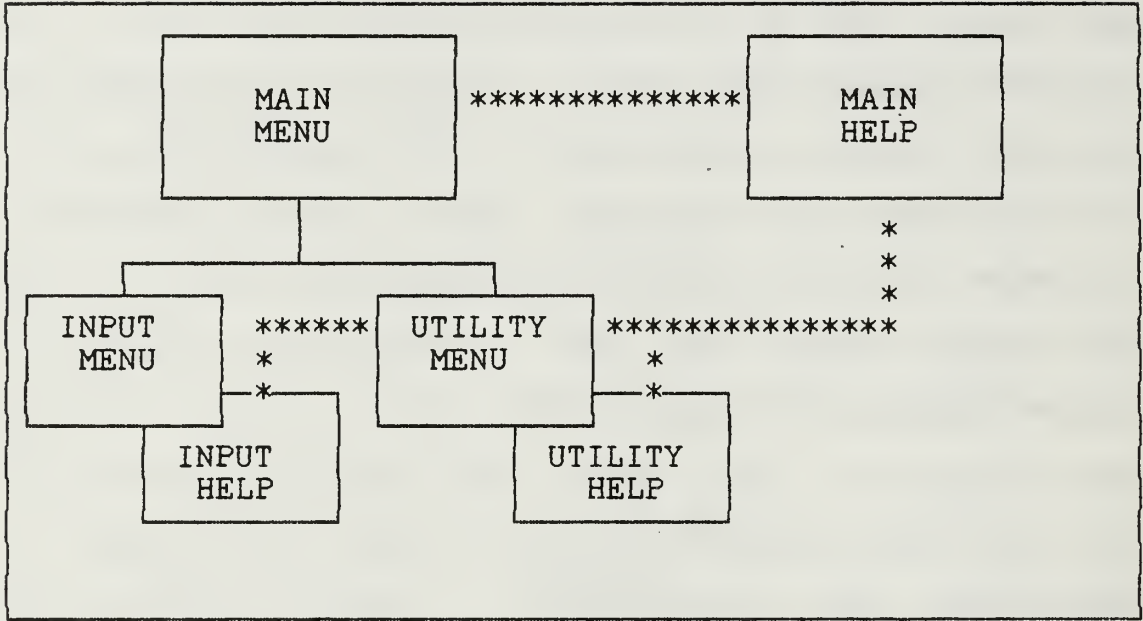 MAIN
MENU
**************
MAIN
HELP
*
*
*
INPUT
MENU
******
UTILITY
MENU
***************
*
*
*
*
INPUT
HELP
UTILITY
HELP